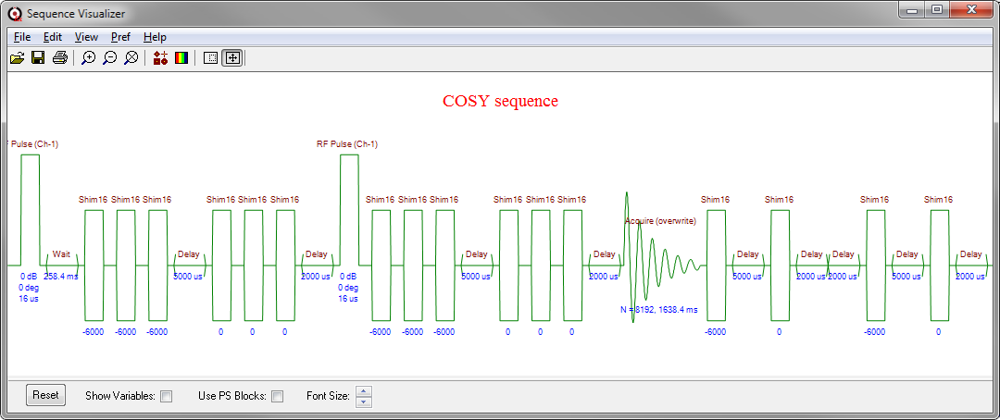 Sequence Visualizer
File Edit View Pref Help
COSY sequence
Pulse (Ch-1) RF Pulse (Ch-1)
Shim16 Shim16 Shim16 Shim16 Shim16 Shim16 Shim16 Shim16 Shim16 Shim16 Shim16 Shim16 Shim16 Shim16 Shim16 Shim16
Acquire (overwrite)
Wait Delay Delay Delay Delay Delay Delay Delay Delay Delay
0 dB 258.4 ms 5000 us 2000 us 0 dB 5000 us 2000 us 5000 us 2000 us 2000 us 5000 us 2000 us
0 deg 0 deg
16 us 16 us
N = 8192, 1638.4 ms
-6000 -6000 -6000 0 0 0 -6000 -6000 -6000 0 0 0 -6000 0 -6000 0
Reset Show Variables: Use PS Blocks: Font Size: